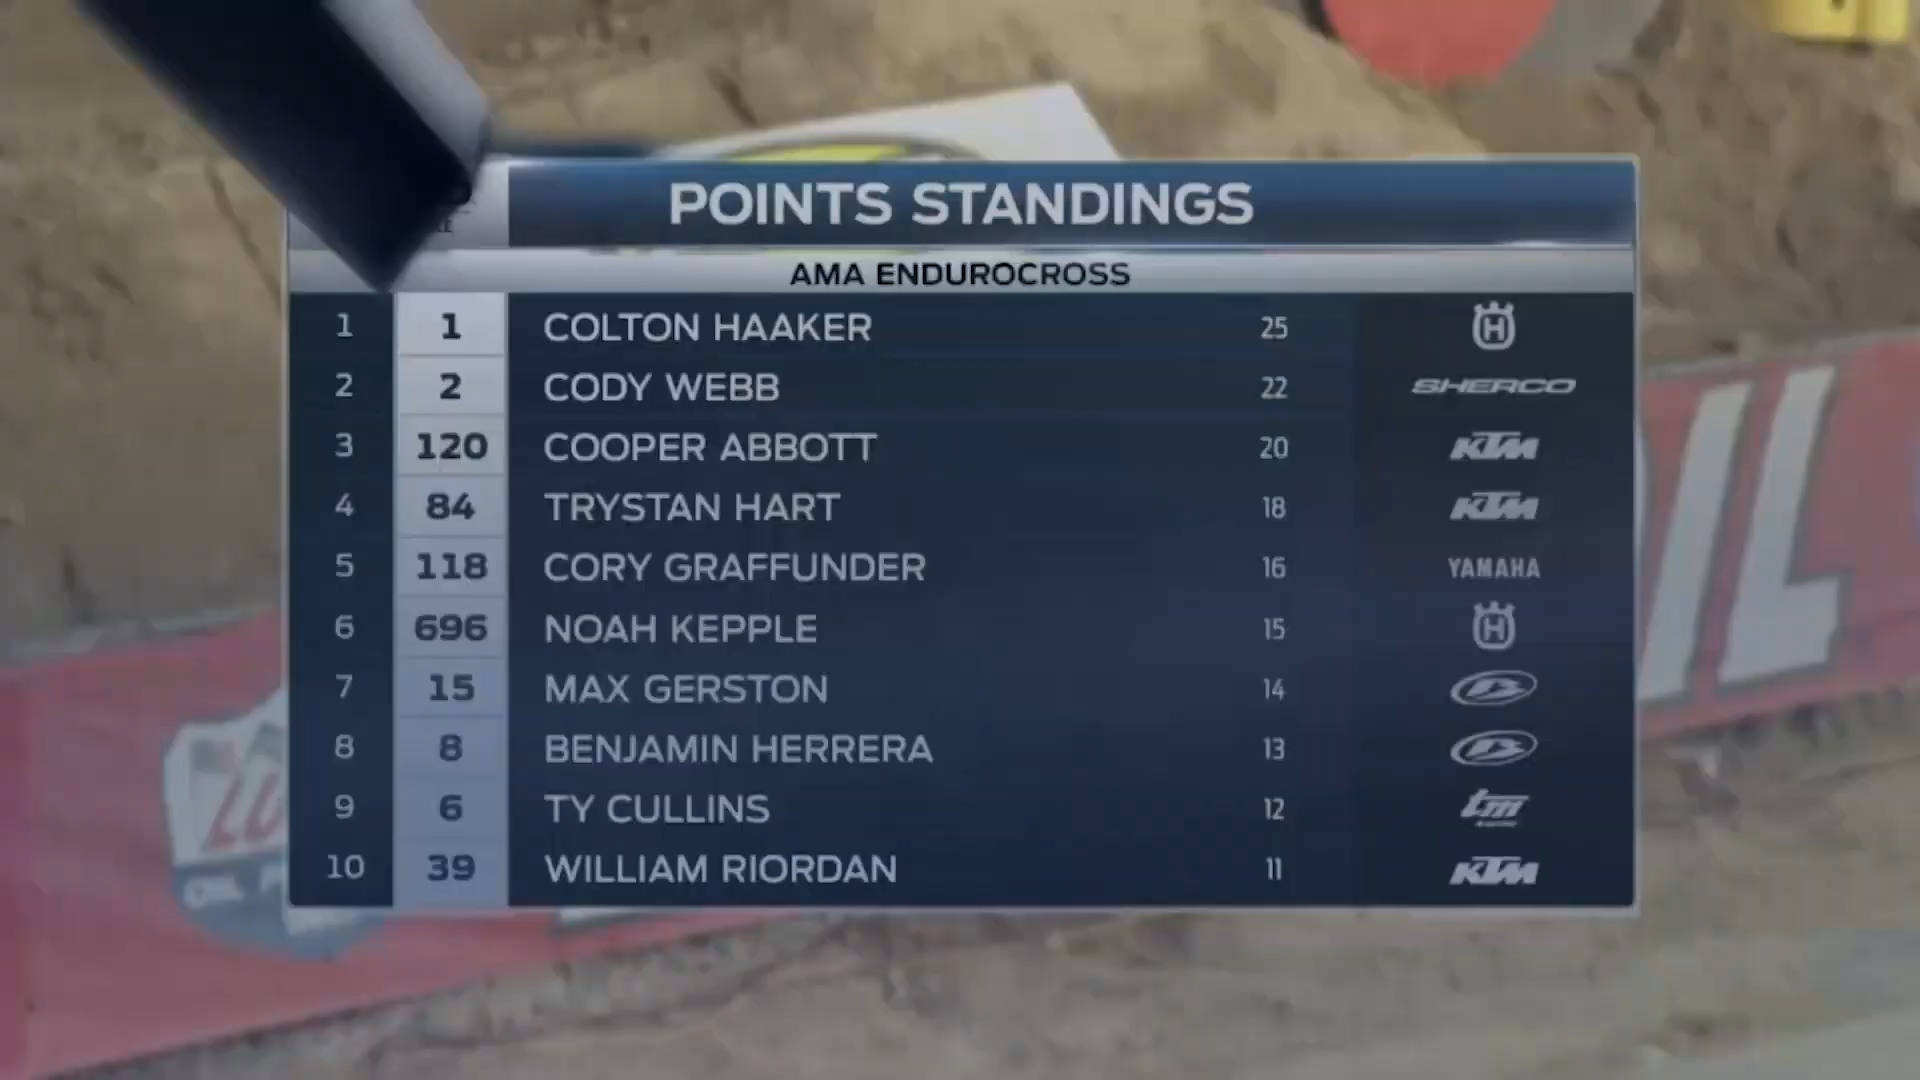 POINTS STANDINGS
AMA ENDUROCROSS
1 1 COLTON HAAKER 25 H
2 2 CODY WEBB 22 SHERCO
3 120 COOPER ABBOTT 20 KTM
4 84 TRYSTAN HART 18 KTM
5 118 CORY GRAFFUNDER 16 YAMAHA
6 696 NOAH KEPPLE 15 H
7 15 MAX GERSTON 14
8 8 BENJAMIN HERRERA 13
9 6 TY CULLINS 12 tm
10 39 WILLIAM RIORDAN 11 KTM
OIL